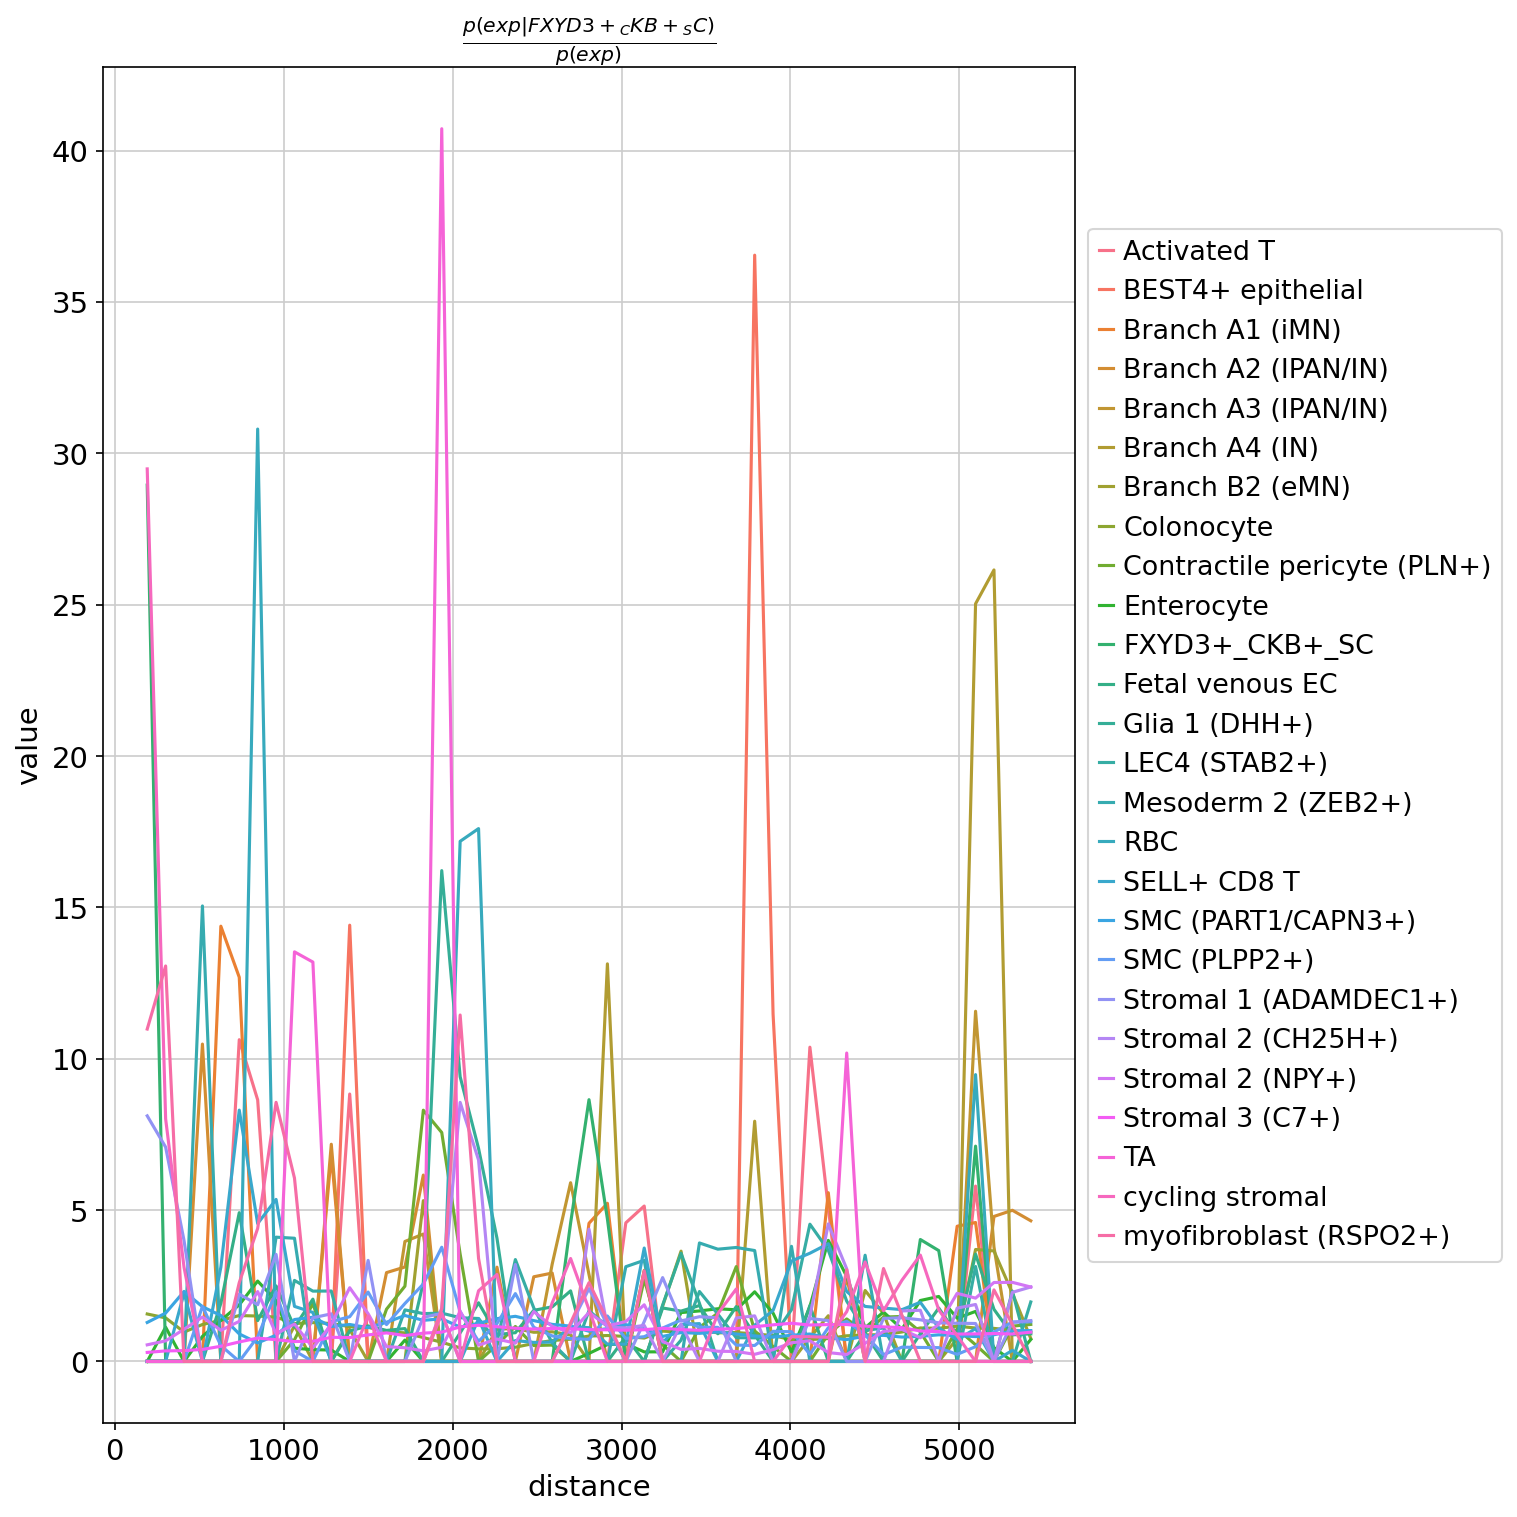 p(exp|FXYD3+CKB+SC)
p(exp)
40
35
30
25
20
15
10
5
0
value
0 1000 2000 3000 4000 5000
distance
Activated T
BEST4+ epithelial
Branch A1 (iMN)
Branch A2 (IPAN/IN)
Branch A3 (IPAN/IN)
Branch A4 (IN)
Branch B2 (eMN)
Colonocyte
Contractile pericyte (PLN+)
Enterocyte
FXYD3+_CKB+_SC
Fetal venous EC
Glia 1 (DHH+)
LEC4 (STAB2+)
Mesoderm 2 (ZEB2+)
RBC
SELL+ CD8 T
SMC (PART1/CAPN3+)
SMC (PLPP2+)
Stromal 1 (ADAMDEC1+)
Stromal 2 (CH25H+)
Stromal 2 (NPY+)
Stromal 3 (C7+)
TA
cycling stromal
myofibroblast (RSPO2+)